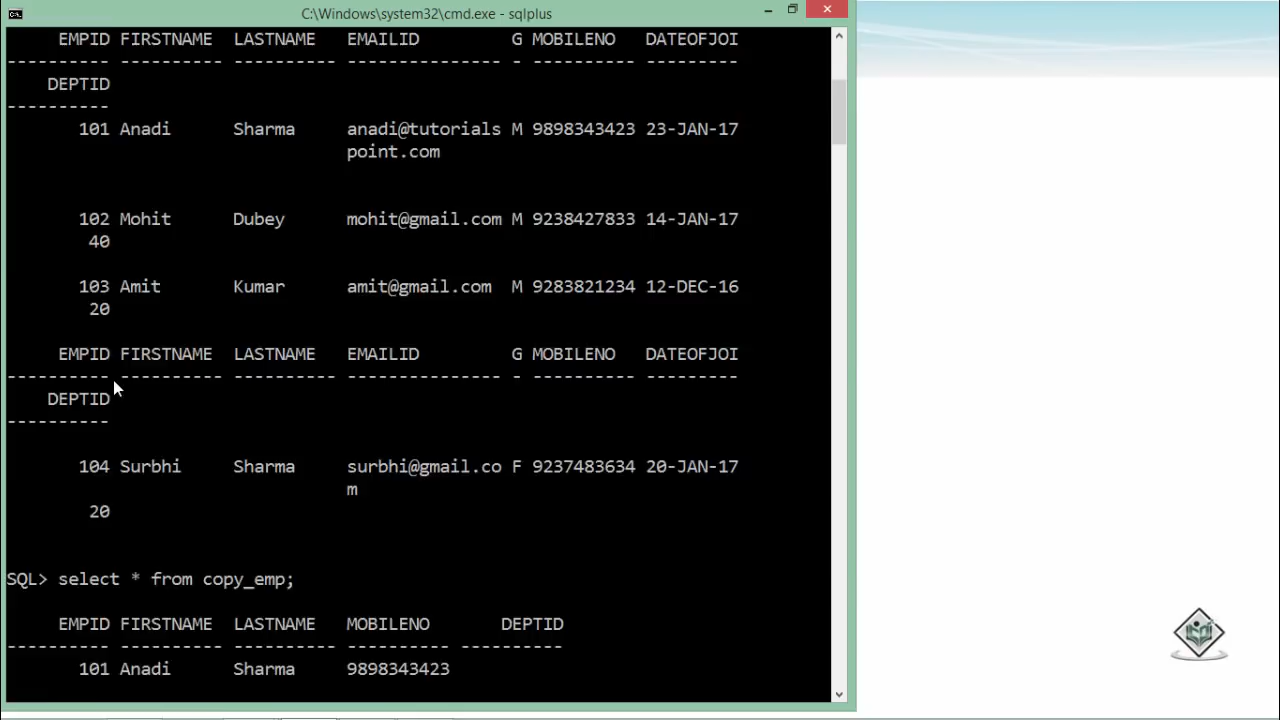 C:\Windows\system32\cmd.exe - sqlplus
EMPID FIRSTNAME LASTNAME EMAILID G MOBILENO DATEOFJOI
---------- ---------- ---------- --------------- - ---------- ---------
DEPTID
----------
101 Anadi Sharma anadi@tutorials M 9898343423 23-JAN-17
point.com
102 Mohit Dubey mohit@gmail.com M 9238427833 14-JAN-17
40
103 Amit Kumar amit@gmail.com M 9283821234 12-DEC-16
20
EMPID FIRSTNAME LASTNAME EMAILID G MOBILENO DATEOFJOI
---------- ---------- ---------- --------------- - ---------- ---------
DEPTID
----------
104 Surbhi Sharma surbhi@gmail.co F 9237483634 20-JAN-17
m
20
SQL> select * from copy_emp;
EMPID FIRSTNAME LASTNAME MOBILENO DEPTID
---------- ---------- ---------- ---------- ----------
101 Anadi Sharma 9898343423